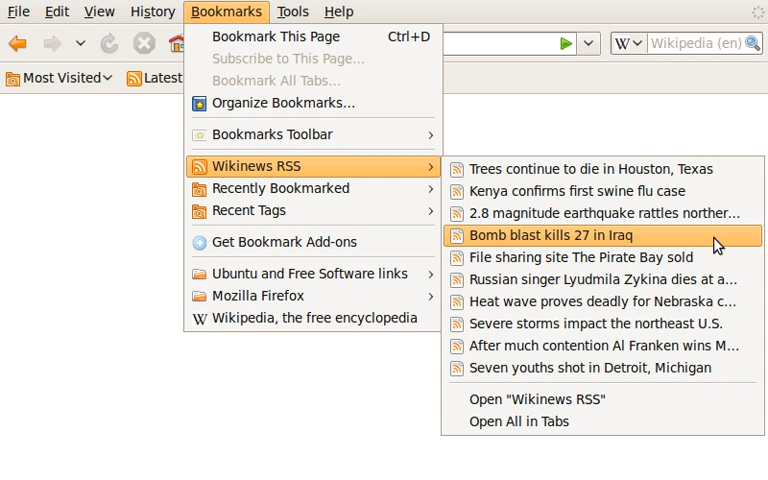 File Edit View History Bookmarks Tools Help
W Wikipedia (en)
Most Visited Latest
Bookmark This Page Ctrl+D
Subscribe to This Page...
Bookmark All Tabs...
Organize Bookmarks...
Bookmarks Toolbar
Wikinews RSS
Recently Bookmarked
Recent Tags
Get Bookmark Add-ons
Ubuntu and Free Software links
Mozilla Firefox
W Wikipedia, the free encyclopedia
Trees continue to die in Houston, Texas
Kenya confirms first swine flu case
2.8 magnitude earthquake rattles norther...
Bomb blast kills 27 in Iraq
File sharing site The Pirate Bay sold
Russian singer Lyudmila Zykina dies at a...
Heat wave proves deadly for Nebraska c...
Severe storms impact the northeast U.S.
After much contention Al Franken wins M...
Seven youths shot in Detroit, Michigan
Open "Wikinews RSS"
Open All in Tabs